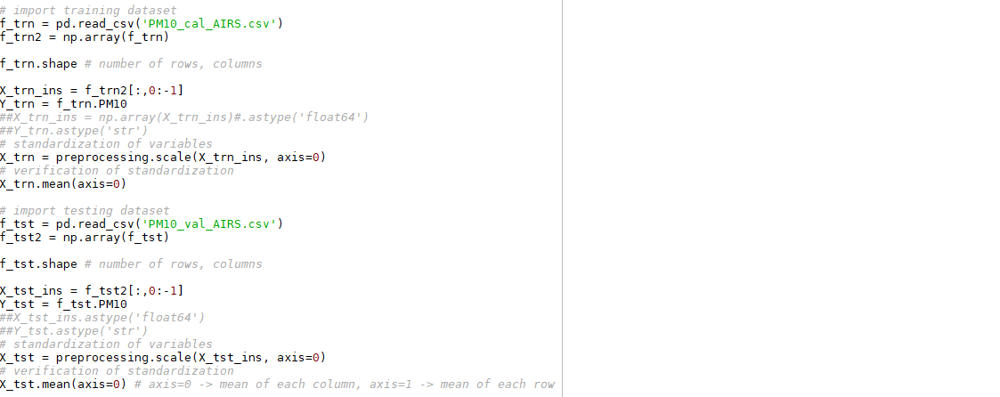 # import training dataset
f_trn = pd.read_csv('PM10_cal_AIRS.csv')
f_trn2 = np.array(f_trn)
f_trn.shape # number of rows, columns
X_trn_ins = f_trn2[:,0:-1]
Y_trn = f_trn.PM10
##X_trn_ins = np.array(X_trn_ins)#.astype('float64')
##Y_trn.astype('str')
# standardization of variables
X_trn = preprocessing.scale(X_trn_ins, axis=0)
# verification of standardization
X_trn.mean(axis=0)
# import testing dataset
f_tst = pd.read_csv('PM10_val_AIRS.csv')
f_tst2 = np.array(f_tst)
f_tst.shape # number of rows, columns
X_tst_ins = f_tst2[:,0:-1]
Y_tst = f_tst.PM10
##X_tst_ins.astype('float64')
##Y_tst.astype('str')
# standardization of variables
X_tst = preprocessing.scale(X_tst_ins, axis=0)
# verification of standardization
X_tst.mean(axis=0) # axis=0 -> mean of each column, axis=1 -> mean of each row